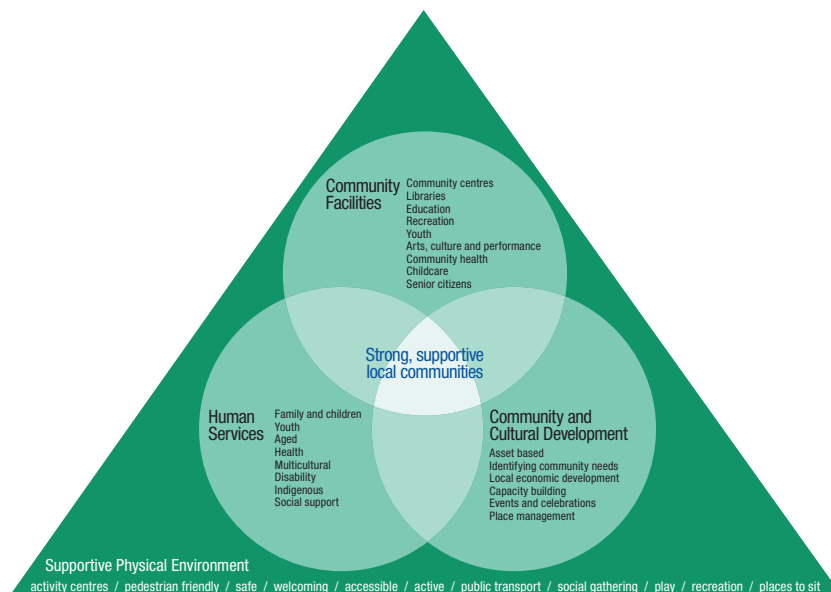 Community
Facilities
Community centres
Libraries
Education
Recreation
Youth
Arts, culture and performance
Community health
Childcare
Senior citizens
Strong, supportive
local communities
Human
Services
Family and children
Youth
Aged
Health
Multicultural
Disability
Indigenous
Social support
Community and
Cultural Development
Asset based
Identifying community needs
Local economic development
Capacity building
Events and celebrations
Place management
Supportive Physical Environment
activity centres / pedestrian friendly / safe / welcoming / accessible / active / public transport / social gathering / play / recreation / places to sit